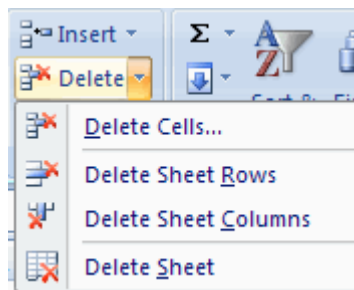 Insert
Σ
A
Z
Delete
Delete Cells...
Delete Sheet Rows
Delete Sheet Columns
Delete Sheet